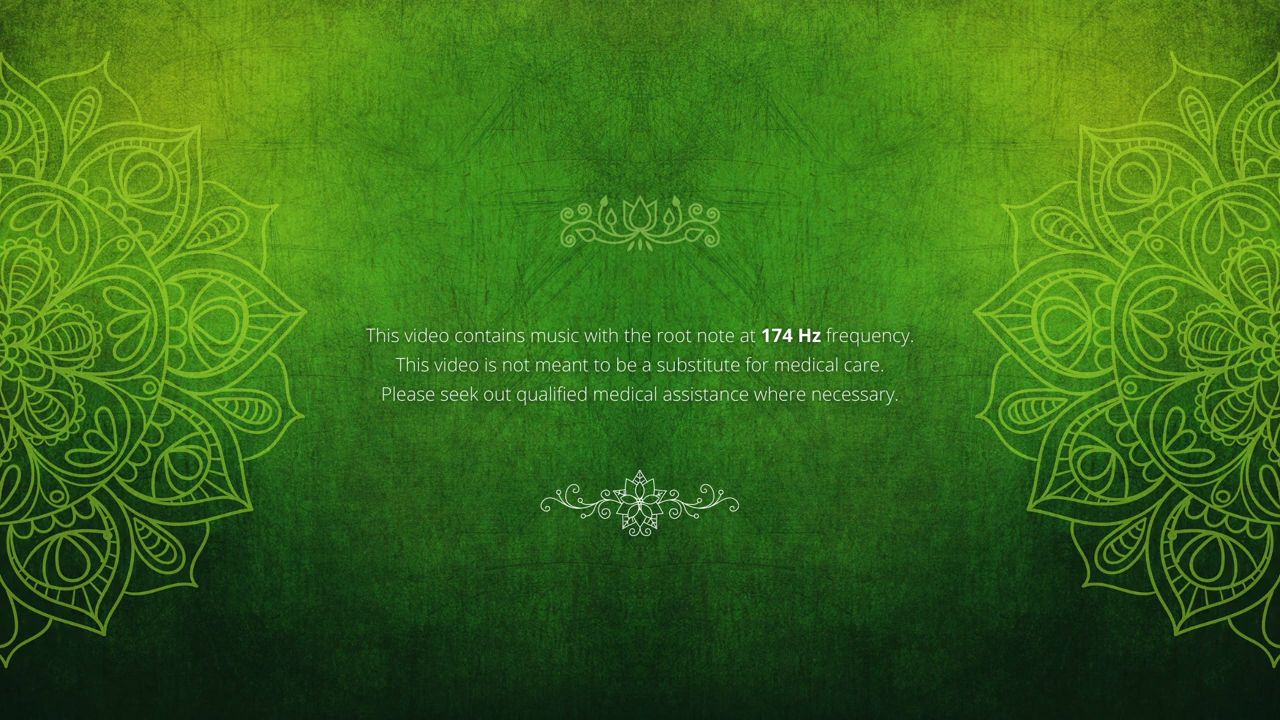 This video contains music with the root note at 174 Hz frequency.
This video is not meant to be a substitute for medical care.
Please seek out qualified medical assistance where necessary.